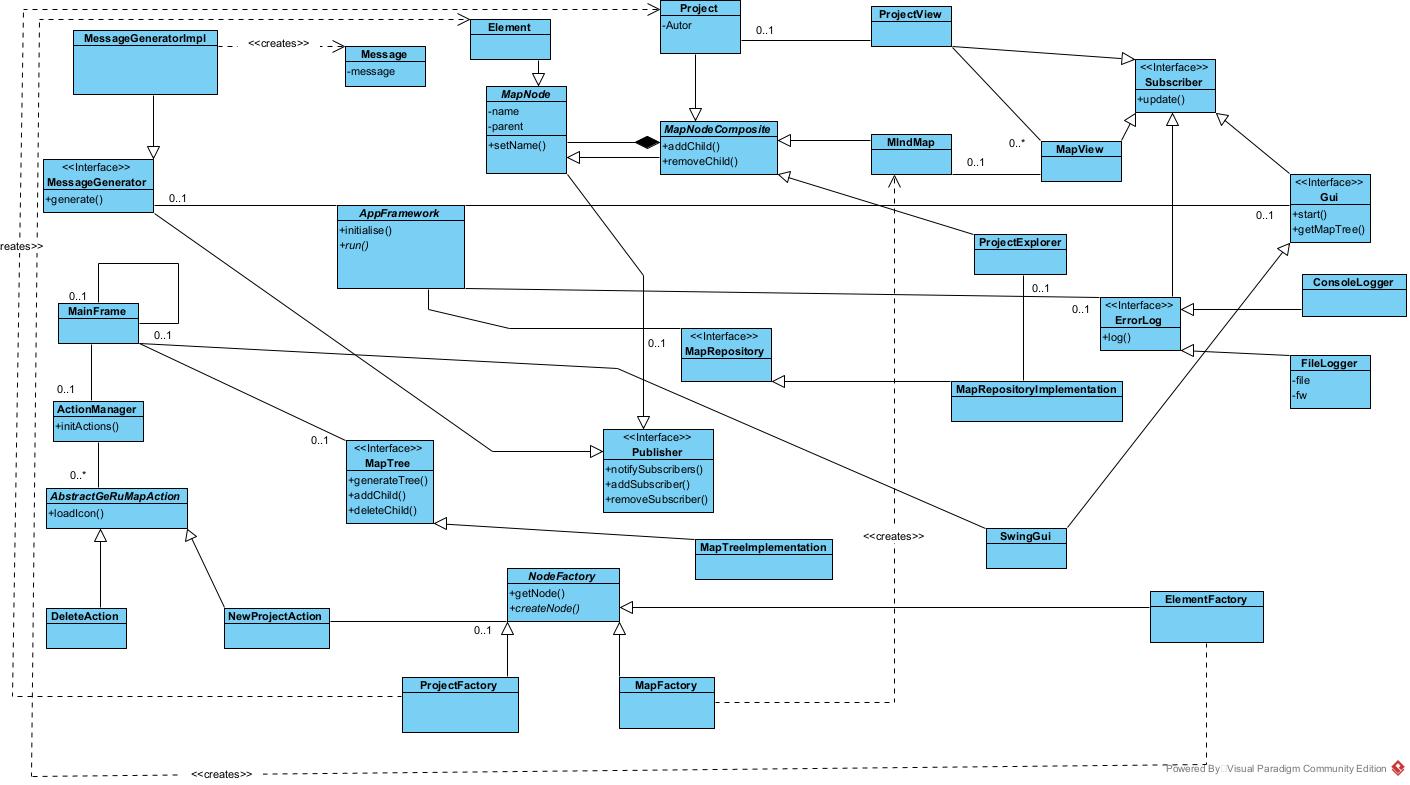 Project
-Autor
ProjectView
0..1
Element
MessageGeneratorImpl
<<creates>>
Message
-message
<<Interface>>
Subscriber
+update()
MapNode
-name
-parent
+setName()
MapNodeComposite
+addChild()
+removeChild()
MIndMap
0..1
0..*
MapView
<<Interface>>
MessageGenerator
+generate()
0..1
<<Interface>>
Gui
+start()
+getMapTree()
0..1
AppFramework
+initialise()
+run()
reates>>
ProjectExplorer
0..1
ConsoleLogger
0..1
MainFrame
0..1
0..1
<<Interface>>
ErrorLog
+log()
0..1
<<Interface>>
MapRepository
FileLogger
-file
-fw
MapRepositoryImplementation
0..1
ActionManager
+initActions()
0..1
<<Interface>>
MapTree
+generateTree()
+addChild()
+deleteChild()
<<Interface>>
Publisher
+notifySubscribers()
+addSubscriber()
+removeSubscriber()
0..*
AbstractGeRuMapAction
+loadIcon()
<<creates>>
SwingGui
MapTreeImplementation
NodeFactory
+getNode()
+createNode()
ElementFactory
DeleteAction
NewProjectAction
0..1
ProjectFactory
MapFactory
<<creates>>
Powered By Visual Paradigm Community Edition